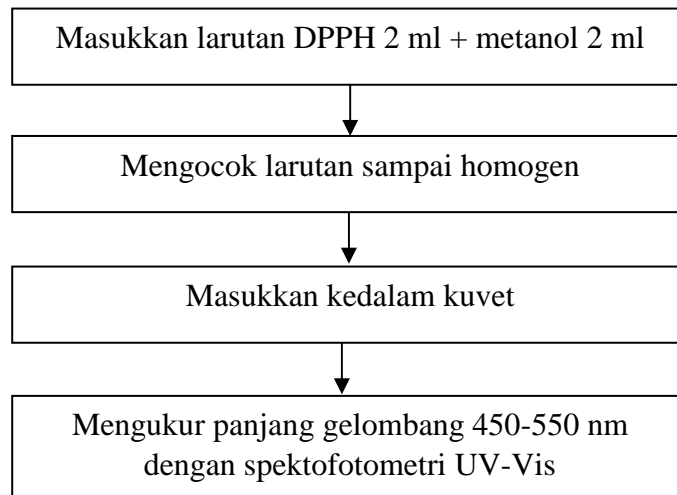 Masukkan larutan DPPH 2 ml + metanol 2 ml
Mengocok larutan sampai homogen
Masukkan kedalam kuvet
Mengukur panjang gelombang 450-550 nm
dengan spektofotometri UV-Vis